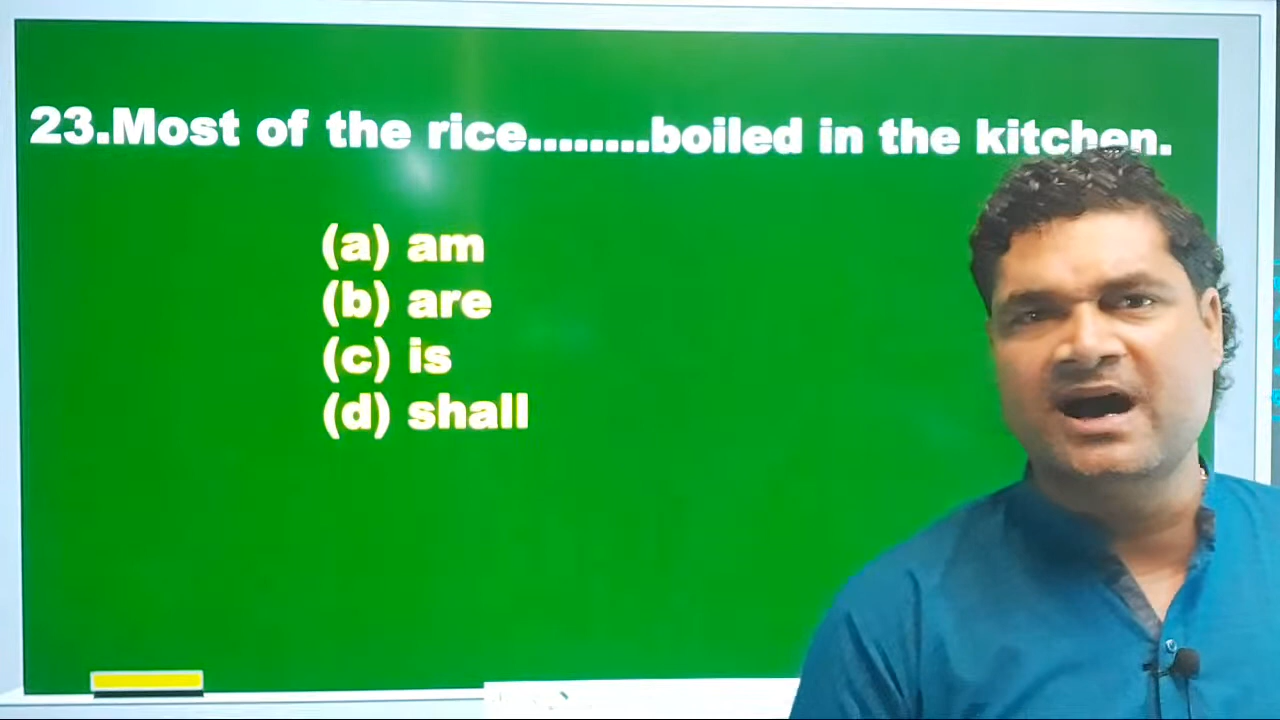 23.Most of the rice........boiled in the kitchen.
(a) am
(b) are
(c) is
(d) shall